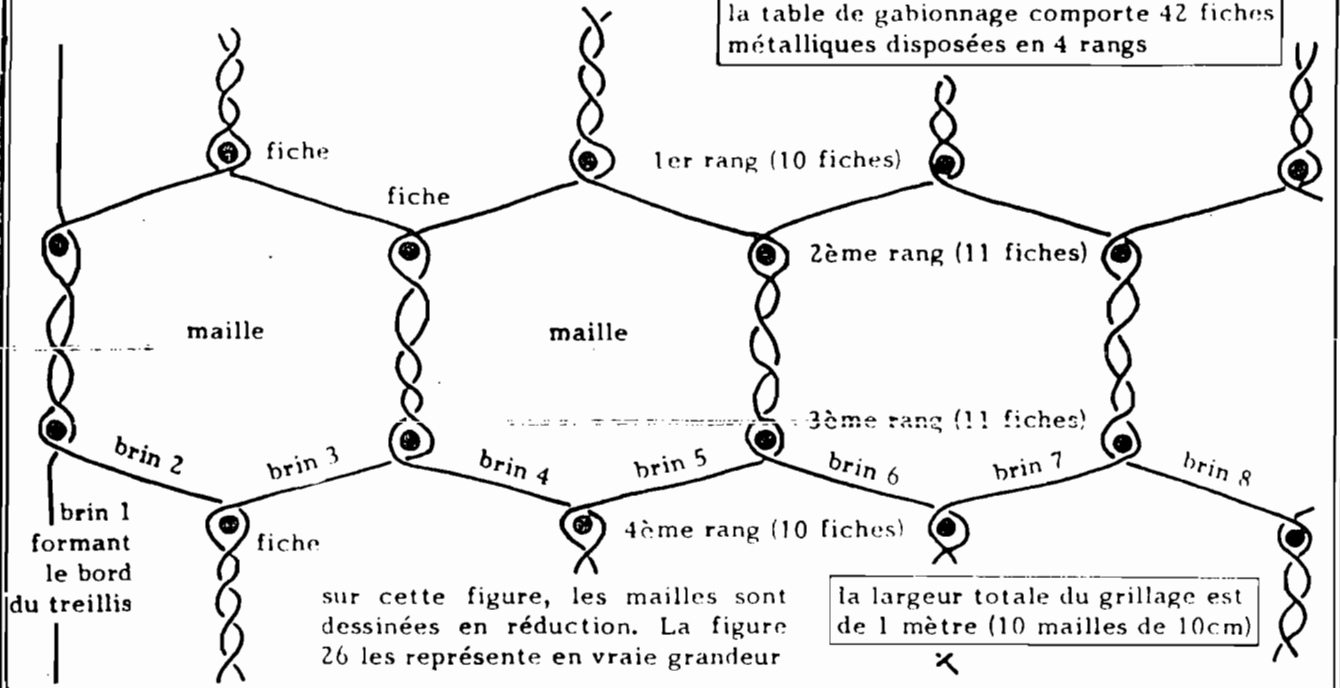 la table de gabionnage comporte 42 fiches
métalliques disposées en 4 rangs
fiche
1er rang (10 fiches)
fiche
2ème rang (11 fiches)
maille
maille
3ème rang (11 fiches)
brin 2
brin 3
brin 4
brin 5
brin 6
brin 7
brin 8
brin 1
formant
le bord
du treillis
fiche
4ème rang (10 fiches)
sur cette figure, les mailles sont
dessinées en réduction. La figure
26 les représente en vraie grandeur
la largeur totale du grillage est
de 1 mètre (10 mailles de 10cm)